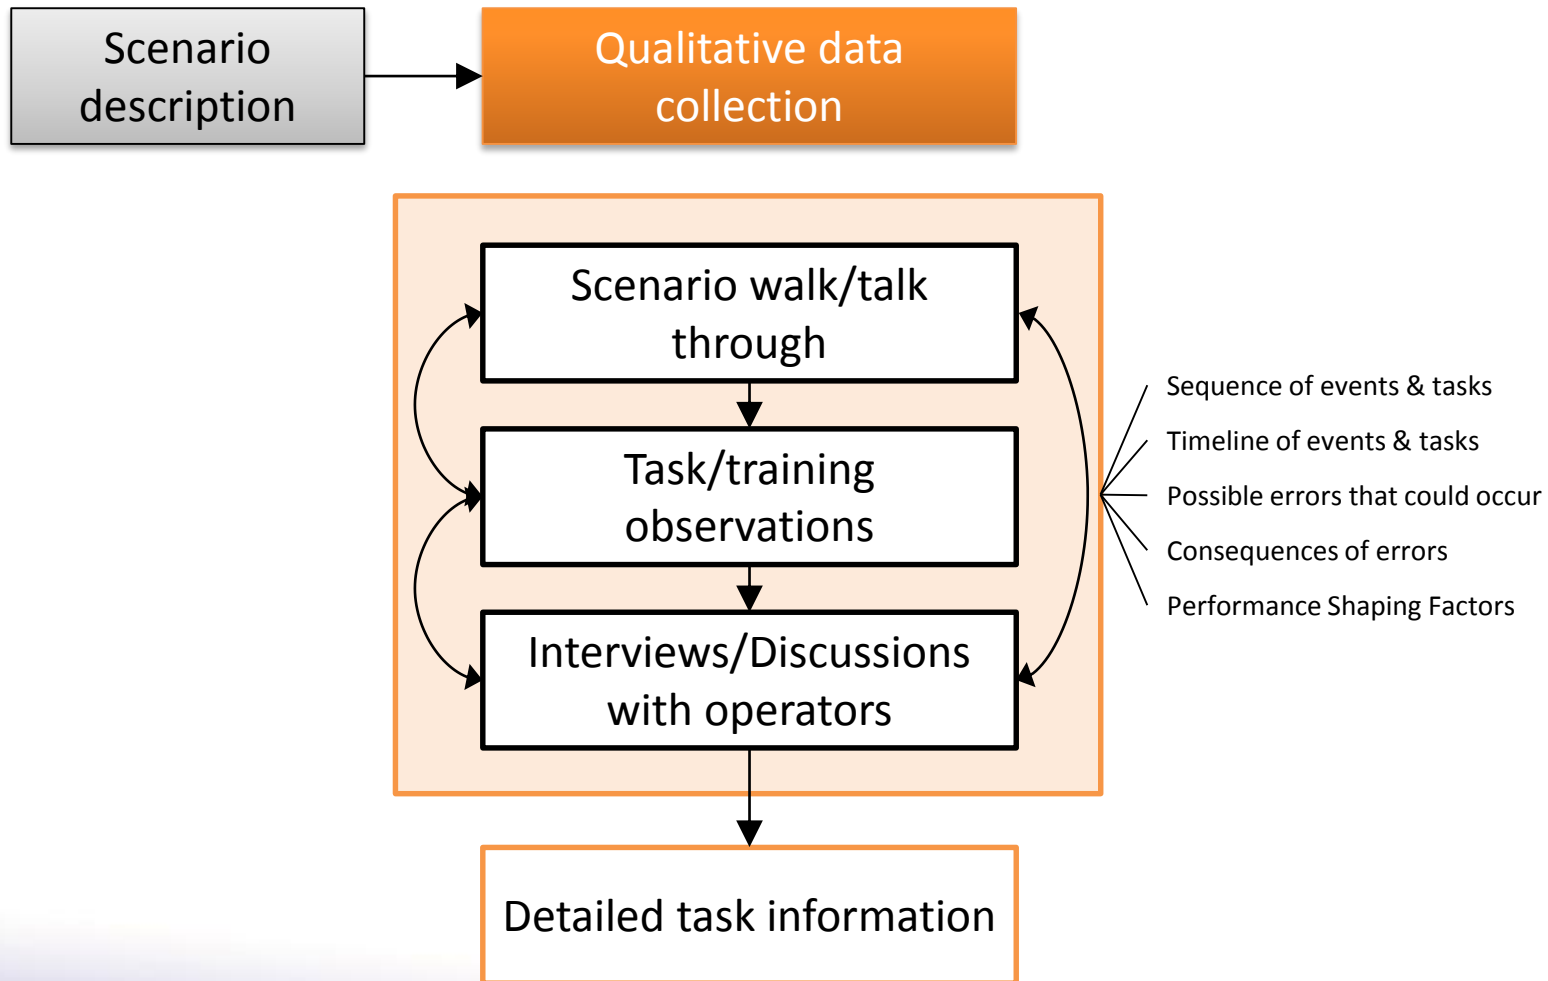 Scenario
description
Qualitative data
collection
Scenario walk/talk
through
Task/training
observations
Interviews/Discussions
with operators
Sequence of events & tasks
Timeline of events & tasks
Possible errors that could occur
Consequences of errors
Performance Shaping Factors
Detailed task information